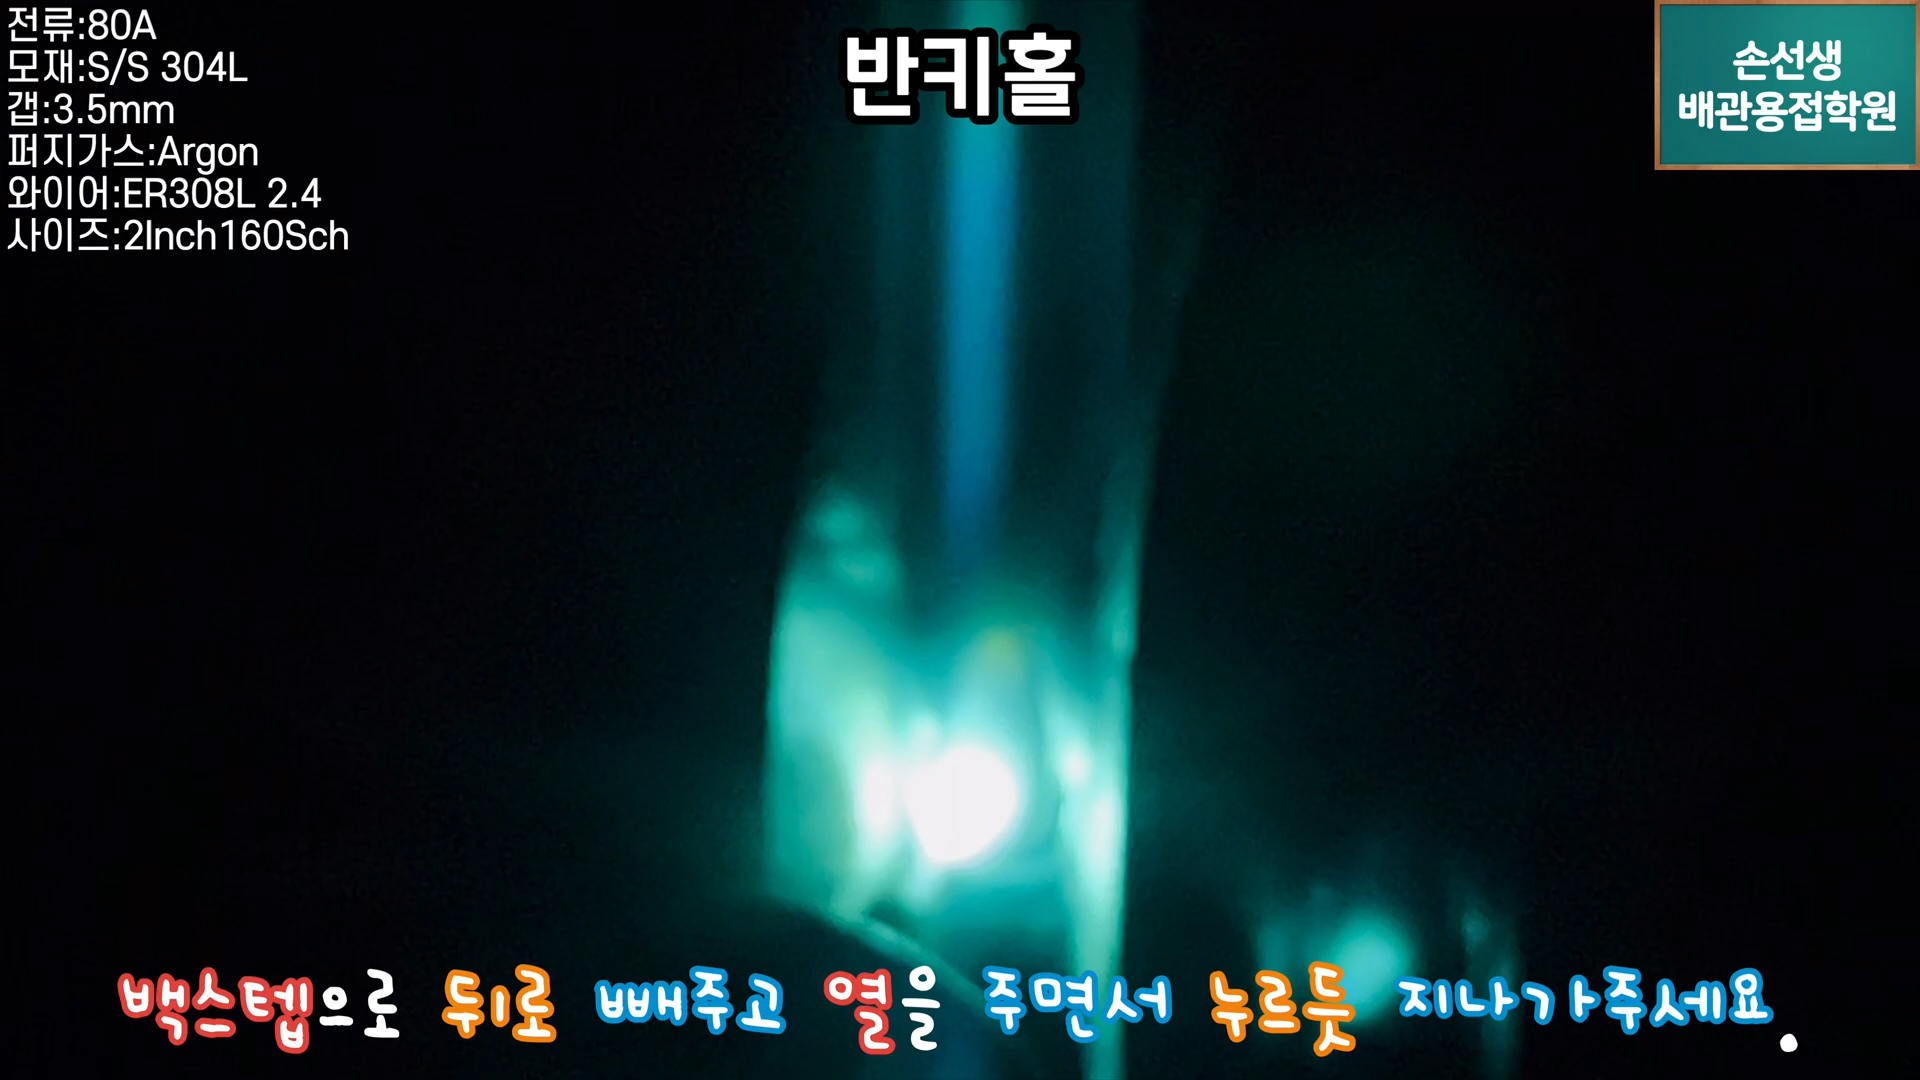 전류:80A
모재:S/S 304L
갭:3.5mm
퍼지가스:Argon
와이어:ER308L 2.4
사이즈:2Inch160Sch
반키홀
손선생
배관용접학원
백스텝으로 뒤로 빼주고 열을 주면서 누르듯 지나가주세요.